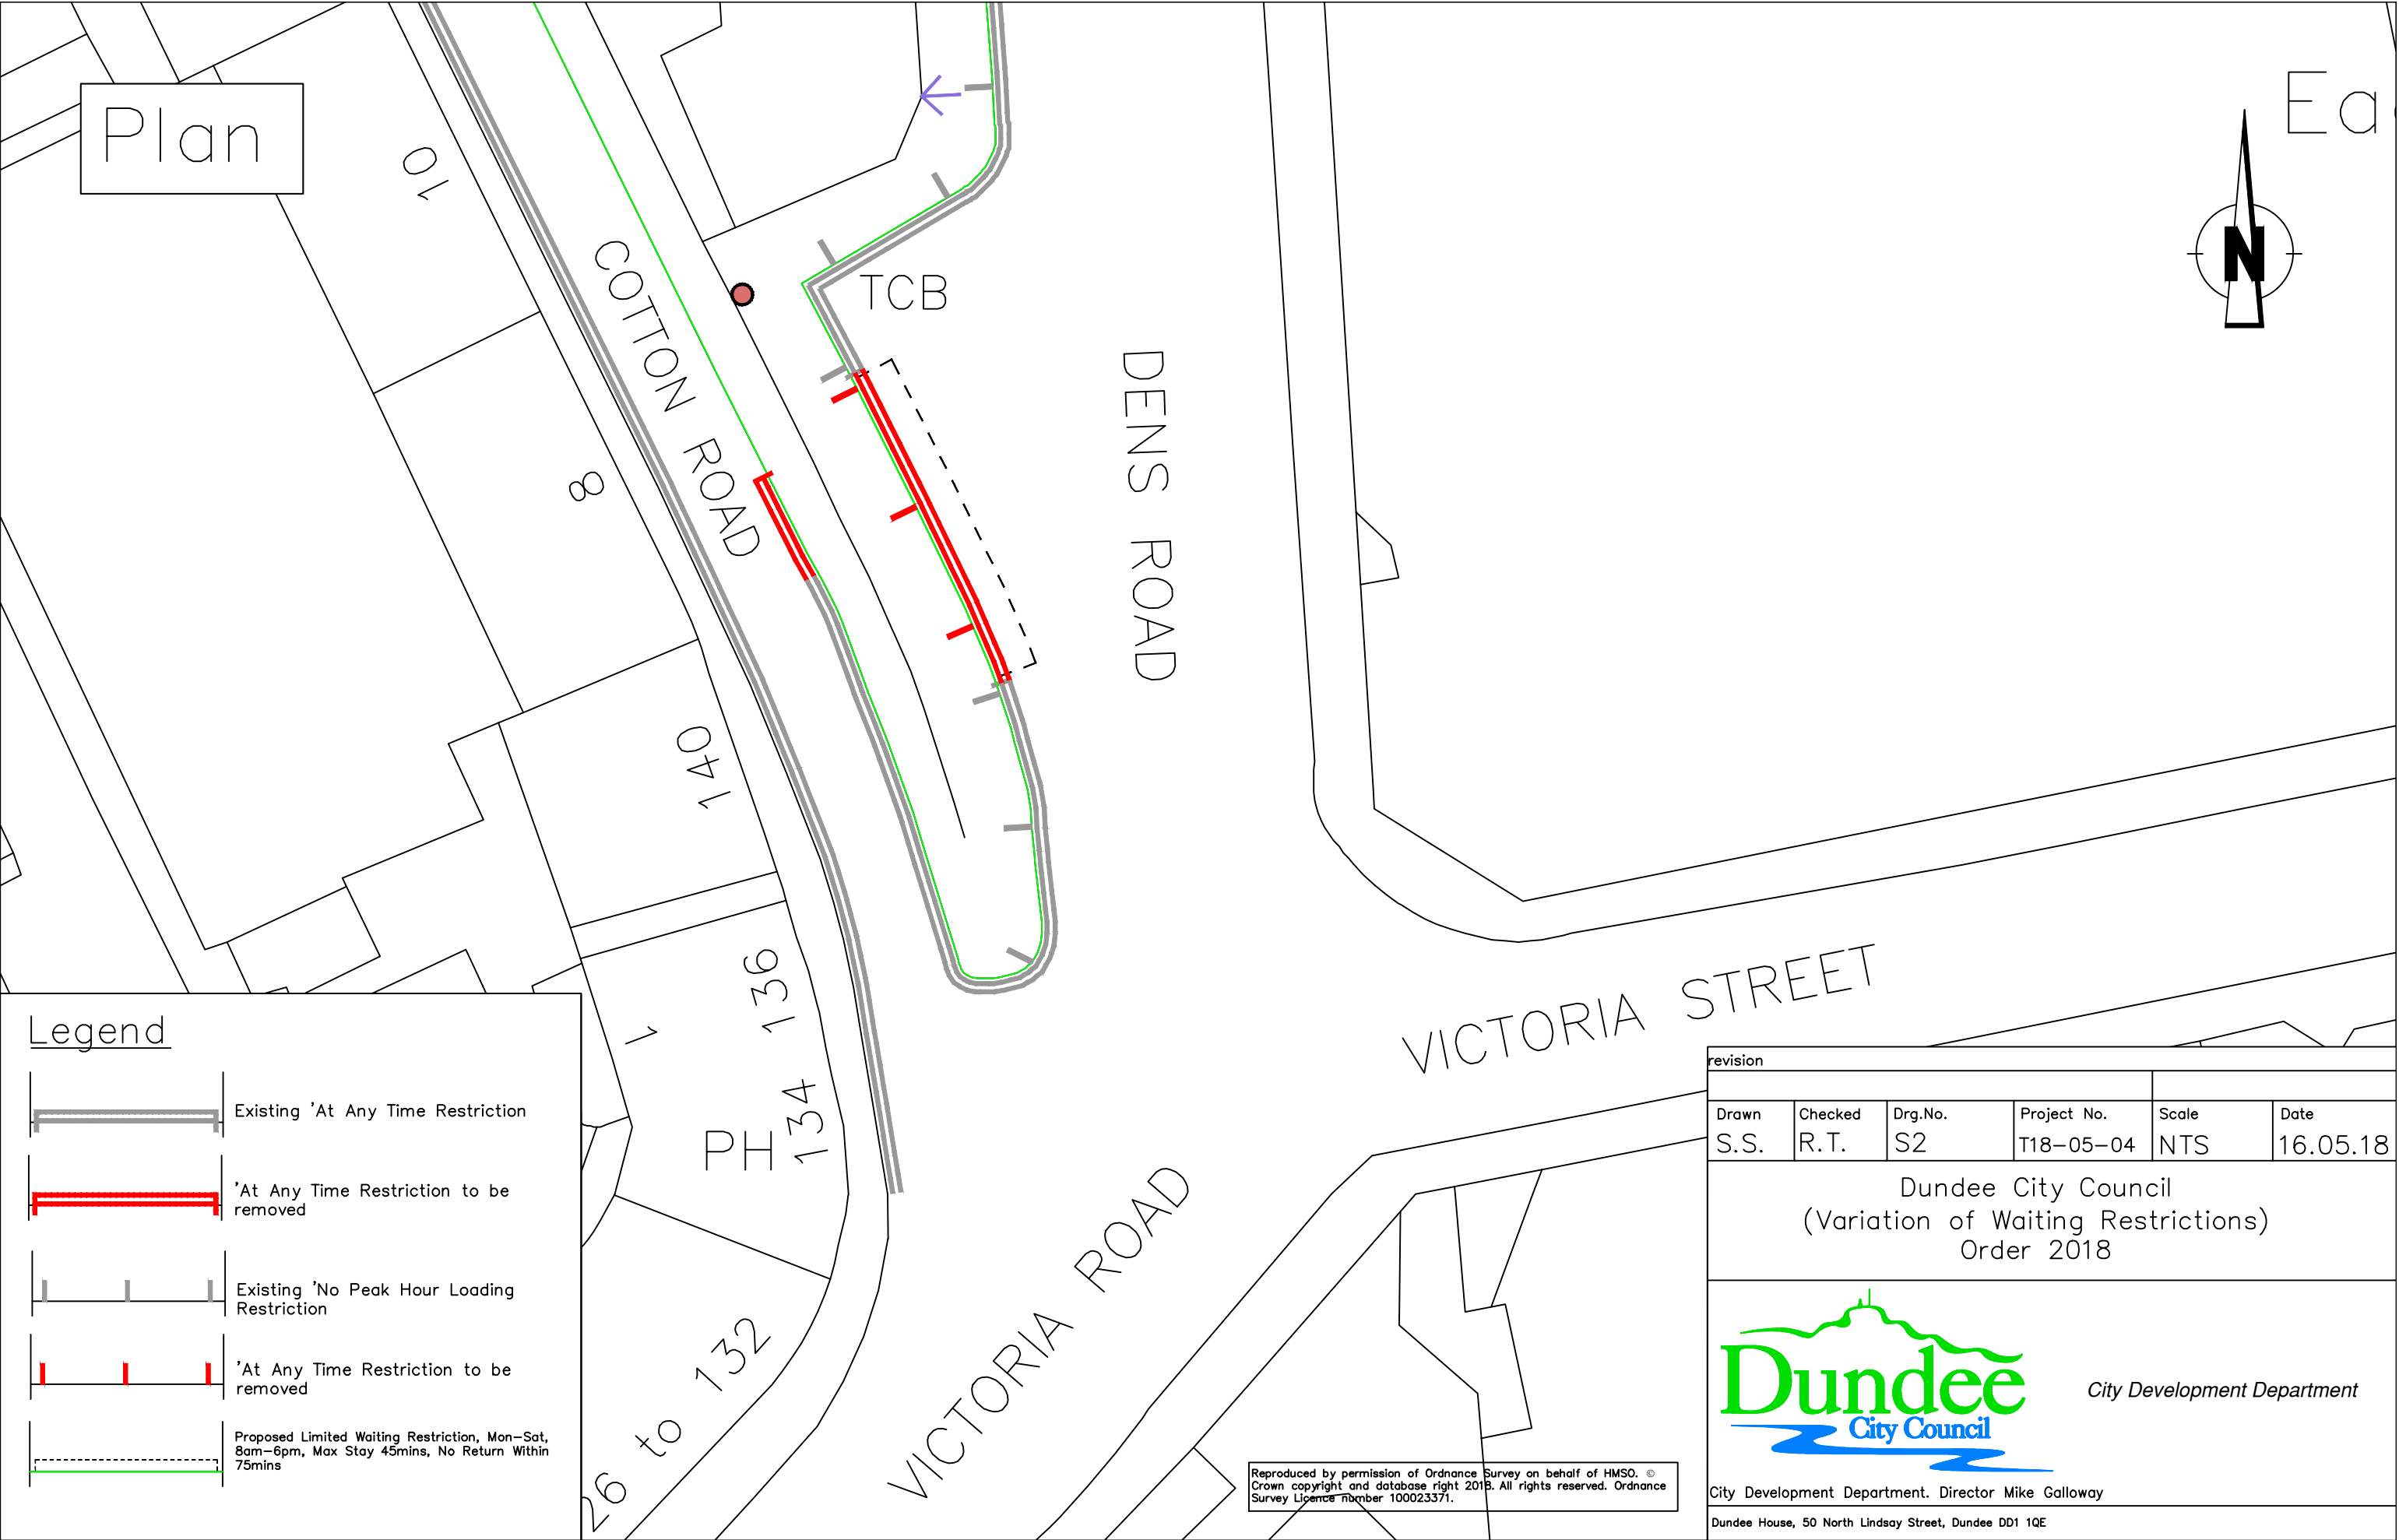 Plan
Ea
N
10
COTTON ROAD
TCB
8
DENS ROAD
140
136
1
134
PH
VICTORIA STREET
VICTORIA ROAD
26 to 132
VICTORIA ROAD
Legend
Existing 'At Any Time Restriction
'At Any Time Restriction to be
removed
Existing 'No Peak Hour Loading
Restriction
'At Any Time Restriction to be
removed
Proposed Limited Waiting Restriction, Mon-Sat,
8am-6pm, Max Stay 45mins, No Return Within
75mins
Reproduced by permission of Ordnance Survey on behalf of HMSO. ©
Crown copyright and database right 2018. All rights reserved. Ordnance
Survey Licence number 100023371.
revision
Drawn Checked Drg.No. Project No. Scale Date
S.S. R.T. S2 T18-05-04 NTS 16.05.18
Dundee City Council
(Variation of Waiting Restrictions)
Order 2018
Dundee
City Council
City Development Department
City Development Department. Director Mike Galloway
Dundee House, 50 North Lindsay Street, Dundee DD1 1QE